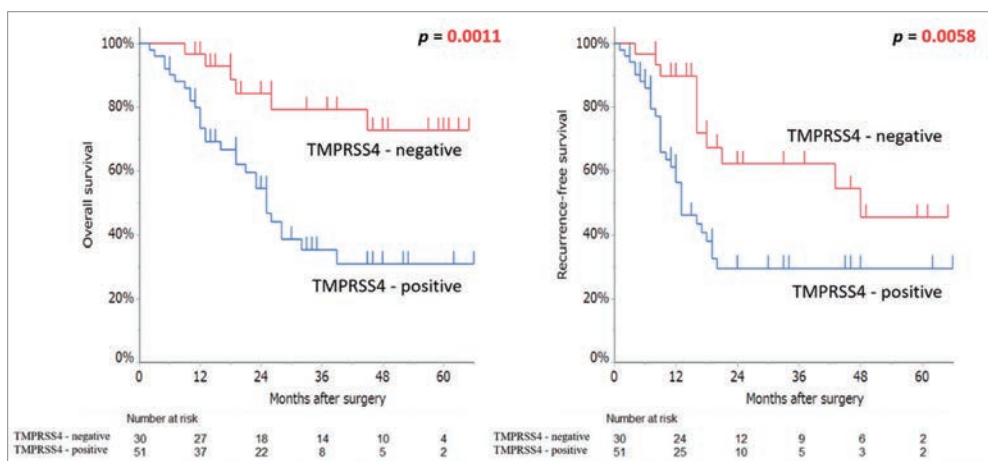 p = 0.0011
100%
80%
60%
40%
20%
0%
Overall survival
TMPRSS4 - negative
TMPRSS4 - positive
0 12 24 36 48 60
Months after surgery
Number at risk
TMPRSS4 - negative 30 27 18 14 10 4
TMPRSS4 - positive 51 37 22 8 5 2
p = 0.0058
100%
80%
60%
40%
20%
0%
Recurrence-free survival
TMPRSS4 - negative
TMPRSS4 - positive
0 12 24 36 48 60
Months after surgery
Number at risk
TMPRSS4 - negative 30 24 12 9 6 2
TMPRSS4 - positive 51 25 10 5 3 2